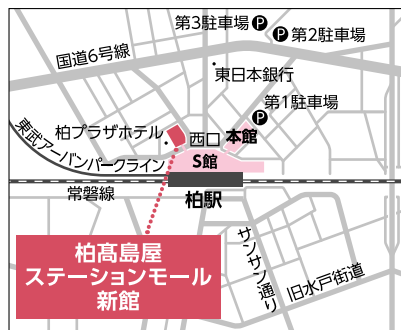 第3駐車場 P
P 第2駐車場
国道6号線
東日本銀行
第1駐車場
P
柏プラザホテル
西口
本館
S館
東武アーバンパークライン
常磐線
柏駅
柏髙島屋
ステーションモール
新館
サンサン通り
旧水戸街道